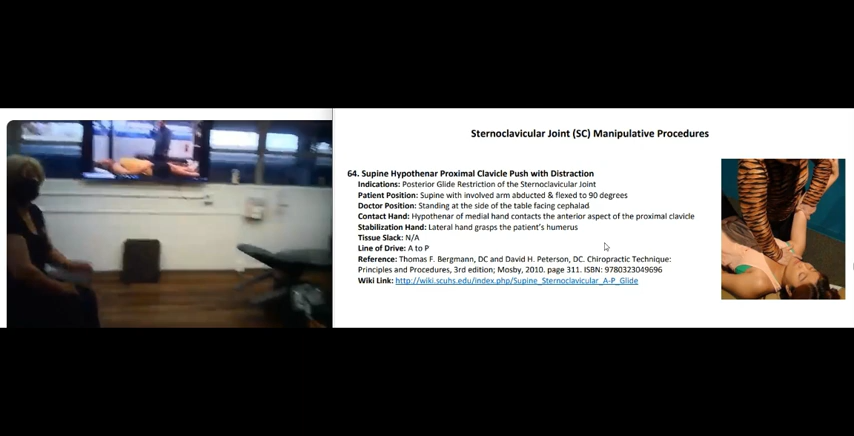 Sternoclavicular Joint (SC) Manipulative Procedures
64. Supine Hypothenar Proximal Clavicle Push with Distraction
Indications: Posterior Glide Restriction of the Sternoclavicular Joint
Patient Position: Supine with involved arm abducted & flexed to 90 degrees
Doctor Position: Standing at the side of the table facing cephalad
Contact Hand: Hypothenar of medial hand contacts the anterior aspect of the proximal clavicle
Stabilization Hand: Lateral hand grasps the patient's humerus
Tissue Slack: N/A
Line of Drive: A to P
Reference: Thomas F. Bergmann, DC and David H. Peterson, DC. Chiropractic Technique:
Principles and Procedures, 3rd edition; Mosby, 2010. page 311. ISBN: 9780323049696
Wiki Link: http://wiki.scuhs.edu/index.php/Supine_Sternoclavicular_A-P_Glide